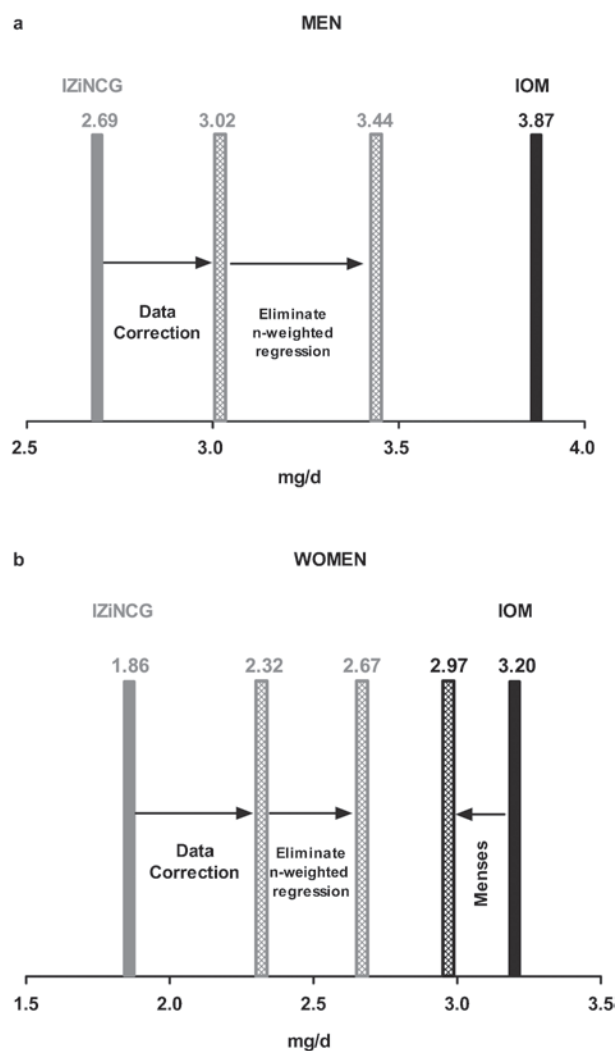 a
MEN
IZiNCG
IOM
2.69
3.02
3.44
3.87
Data
Correction
Eliminate
n-weighted
regression
2.5
3.0
3.5
4.0
mg/d
b
WOMEN
IZiNCG
IOM
1.86
2.32
2.67
2.97
3.20
Data
Correction
Eliminate
n-weighted
regression
Menses
1.5
2.0
2.5
3.0
3.5
mg/d